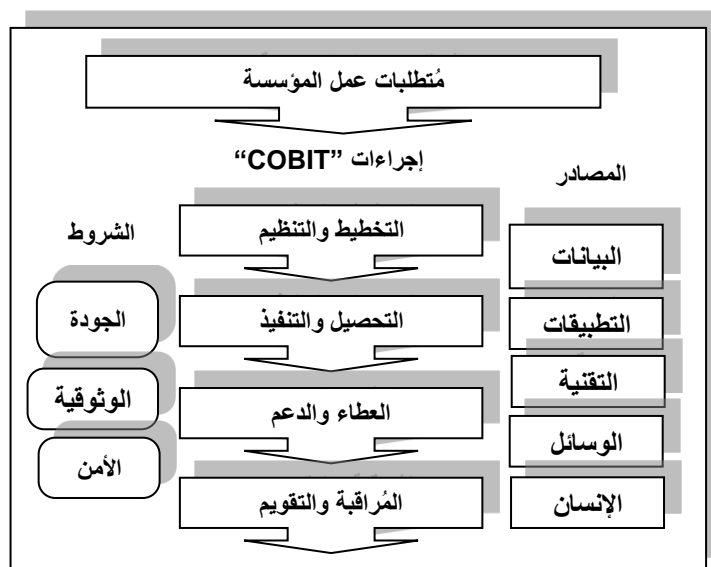 مُتطلبات عمل المؤسسة
إجراءات "COBIT"
المصادر
الشروط
التخطيط والتنظيم
البيانات
الجودة
التحصيل والتنفيذ
التطبيقات
التقنية
الوثوقية
العطاء والدعم
الوسائل
الأمن
المُراقبة والتقويم
الإنسان